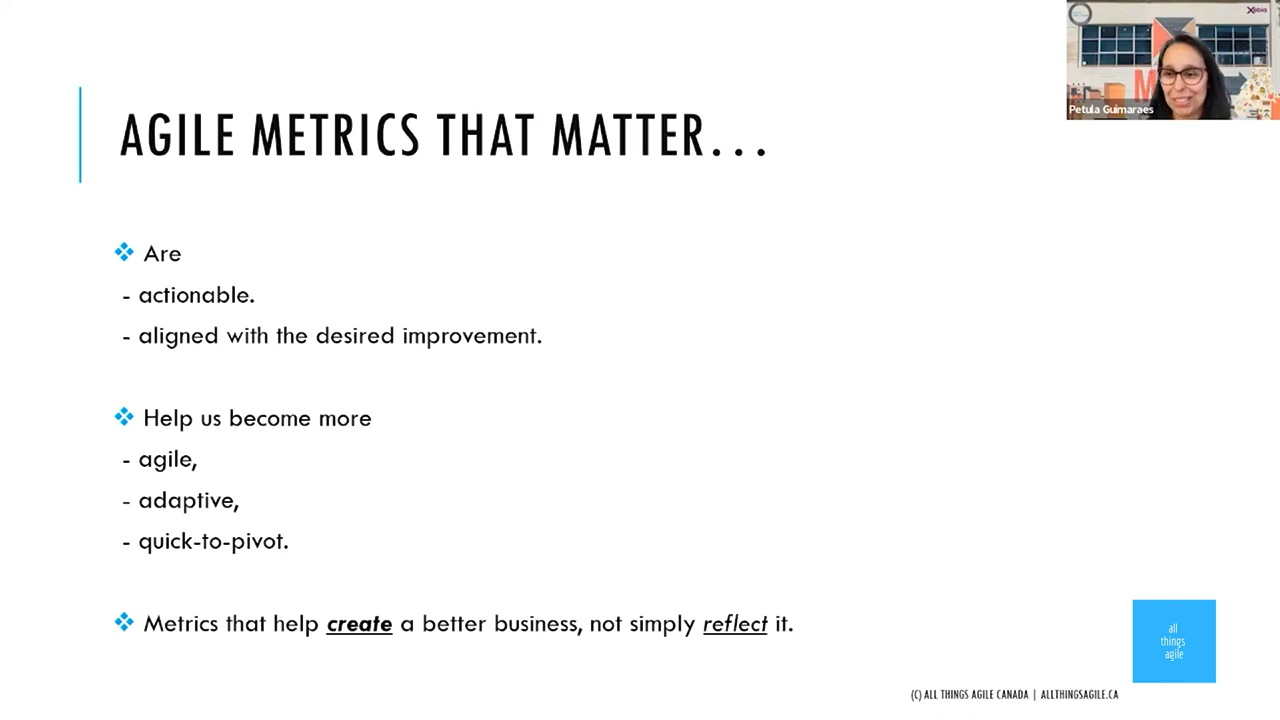 Xebia
Petula Guimaraes
AGILE METRICS THAT MATTER...
❖ Are
- actionable.
- aligned with the desired improvement.
❖ Help us become more
- agile,
- adaptive,
- quick-to-pivot.
❖ Metrics that help create a better business, not simply reflect it.
all
things
agile
(C) ALL THINGS AGILE CANADA | ALLTHINGSAGILE.CA